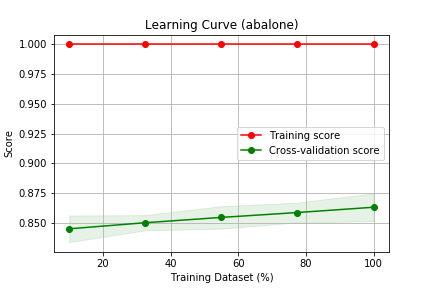 Learning Curve (abalone)
1.000
0.975
0.950
0.925
0.900
0.875
0.850
Score
Training score
Cross-validation score
20
40
60
80
100
Training Dataset (%)